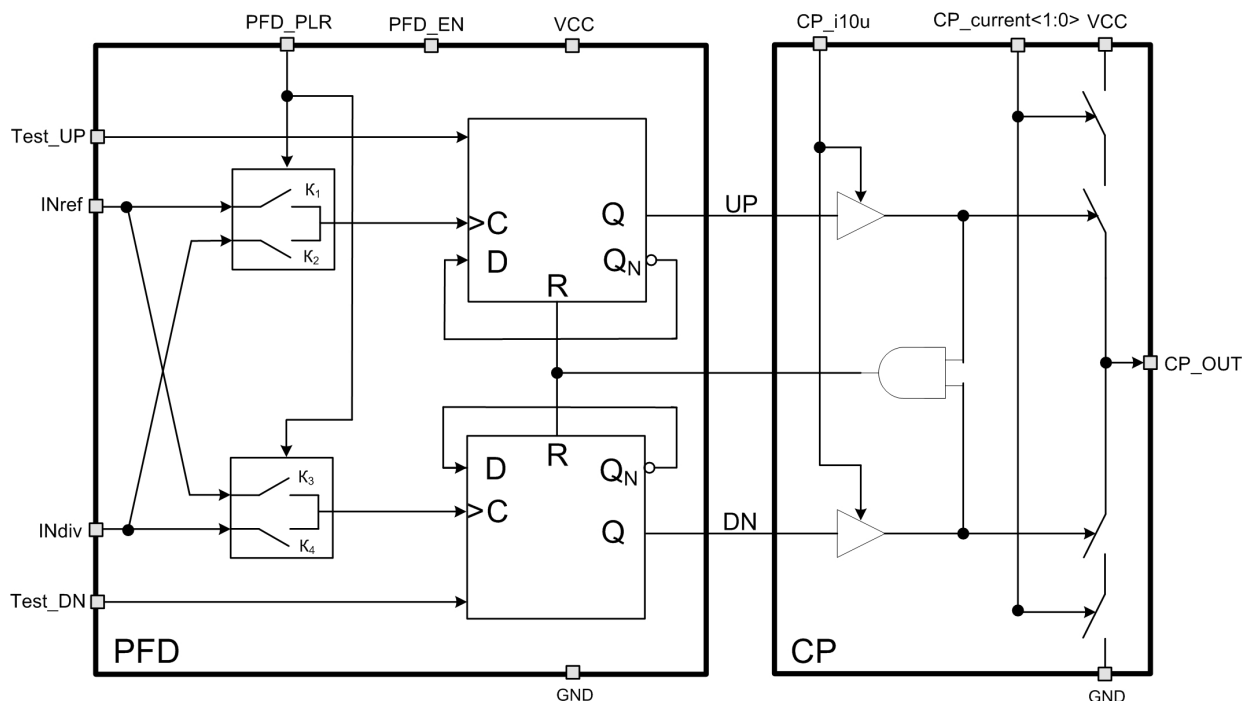 PFD_PLR
PFD_EN
VCC
CP_i10u
CP_current<1:0>
VCC
Test_UP
INref
K1
K2
>C
D
Q
QN
R
UP
CP_OUT
K3
K4
D
>C
R
QN
Q
DN
INdiv
Test_DN
PFD
CP
GND
GND